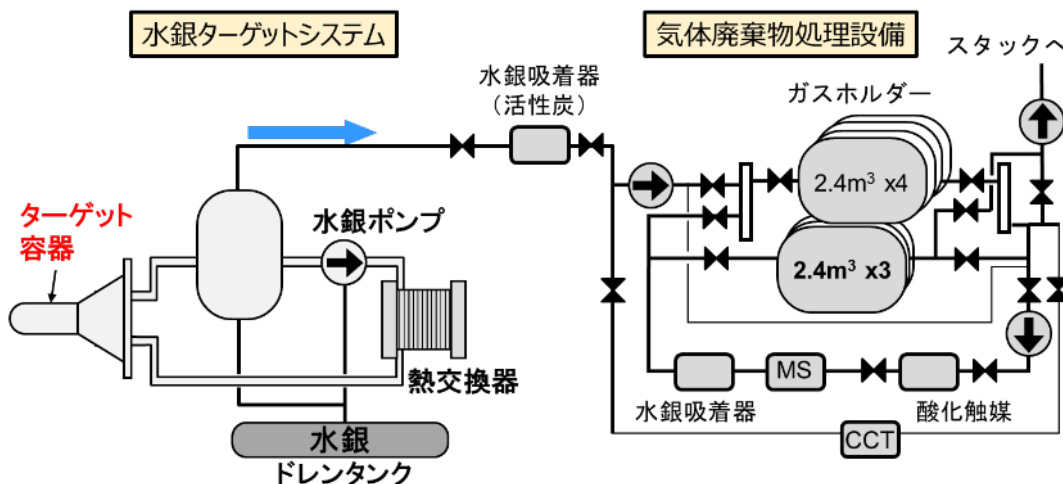 水銀ターゲットシステム
気体廃棄物処理設備
スタックへ
水銀吸着器
（活性炭）
ガスホルダー
2.4m³ x4
ターゲット
容器
水銀ポンプ
2.4m³ x3
熱交換器
MS
水銀吸着器
酸化触媒
水銀
CCT
ドレンタンク